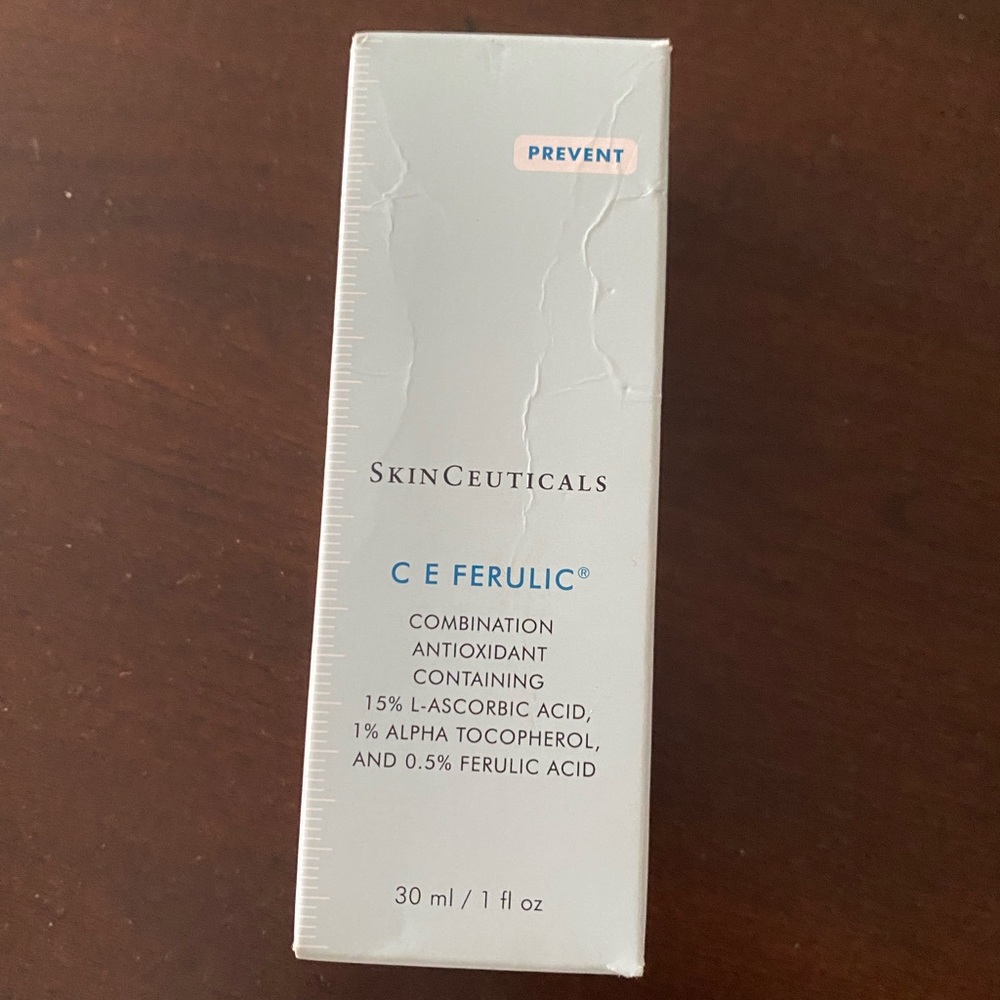 PREVENT
SKINCEUTICALS
C E FERULIC®
COMBINATION
ANTIOXIDANT
CONTAINING
15% L-ASCORBIC ACID,
1% ALPHA TOCOPHEROL,
AND 0.5% FERULIC ACID
30 ml / 1 fl oz